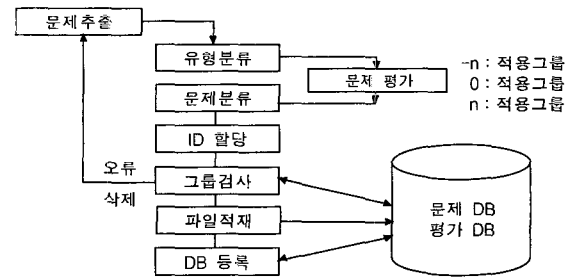 문제추출
유형분류
문제 평가
-n : 적용그룹
0 : 적용그룹
n : 적용그룹
문제분류
ID 할당
오류
삭제
그룹검사
파일적재
DB 등록
문제 DB
평가 DB